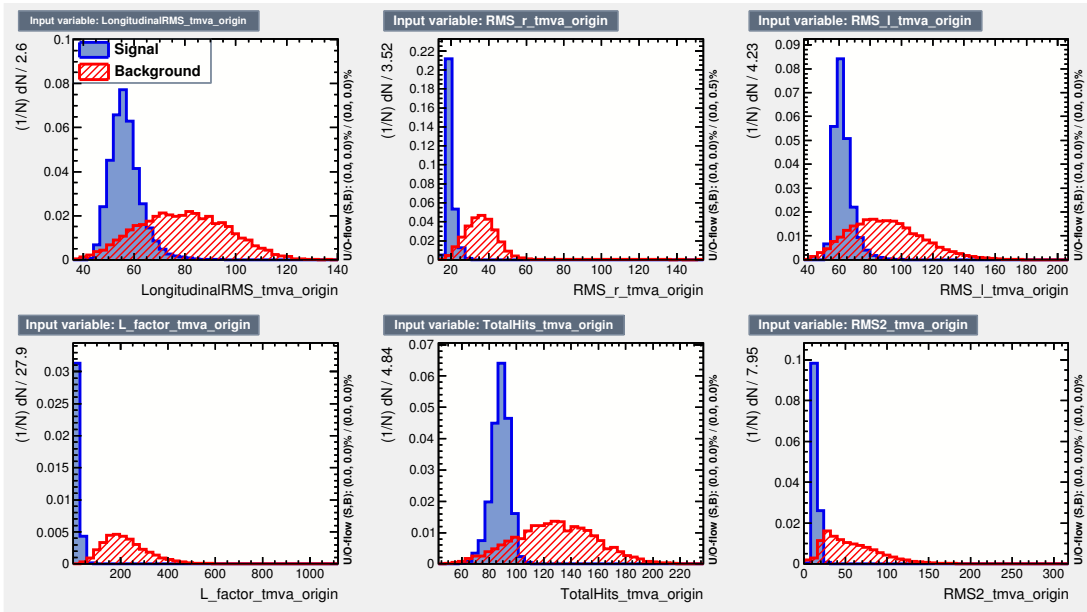 Input variable: LongitudinalRMS_tmva_origin
(1/N) dN / 2.6
0.1
0.08
0.06
0.04
0.02
0
Signal
Background
40 60 80 100 120 140
LongitudinalRMS_tmva_origin
U/O-flow (S,B): (0.0, 0.0)% / (0.0, 0.0)%
Input variable: RMS_r_tmva_origin
(1/N) dN / 3.52
0.22
0.2
0.18
0.16
0.14
0.12
0.1
0.08
0.06
0.04
0.02
0
20 40 60 80 100 120 140
RMS_r_tmva_origin
U/O-flow (S,B): (0.0, 0.0)% / (0.0, 0.5)%
Input variable: RMS_l_tmva_origin
(1/N) dN / 4.23
0.09
0.08
0.07
0.06
0.05
0.04
0.03
0.02
0.01
0
40 60 80 100 120 140 160 180 200
RMS_l_tmva_origin
U/O-flow (S,B): (0.0, 0.0)% / (0.0, 0.0)%
Input variable: L_factor_tmva_origin
(1/N) dN / 27.9
0.03
0.025
0.02
0.015
0.01
0.005
0
200 400 600 800 1000
L_factor_tmva_origin
U/O-flow (S,B): (0.0, 0.0)% / (0.0, 0.0)%
Input variable: TotalHits_tmva_origin
(1/N) dN / 4.84
0.07
0.06
0.05
0.04
0.03
0.02
0.01
0
60 80 100 120 140 160 180 200 220
TotalHits_tmva_origin
U/O-flow (S,B): (0.0, 0.0)% / (0.0, 0.0)%
Input variable: RMS2_tmva_origin
(1/N) dN / 7.95
0.1
0.08
0.06
0.04
0.02
0
0 50 100 150 200 250 300
RMS2_tmva_origin
U/O-flow (S,B): (0.0, 0.0)% / (0.0, 0.0)%